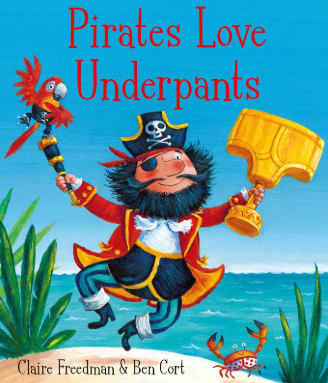 Pirates Love
Underpants
Claire Freedman & Ben Cort